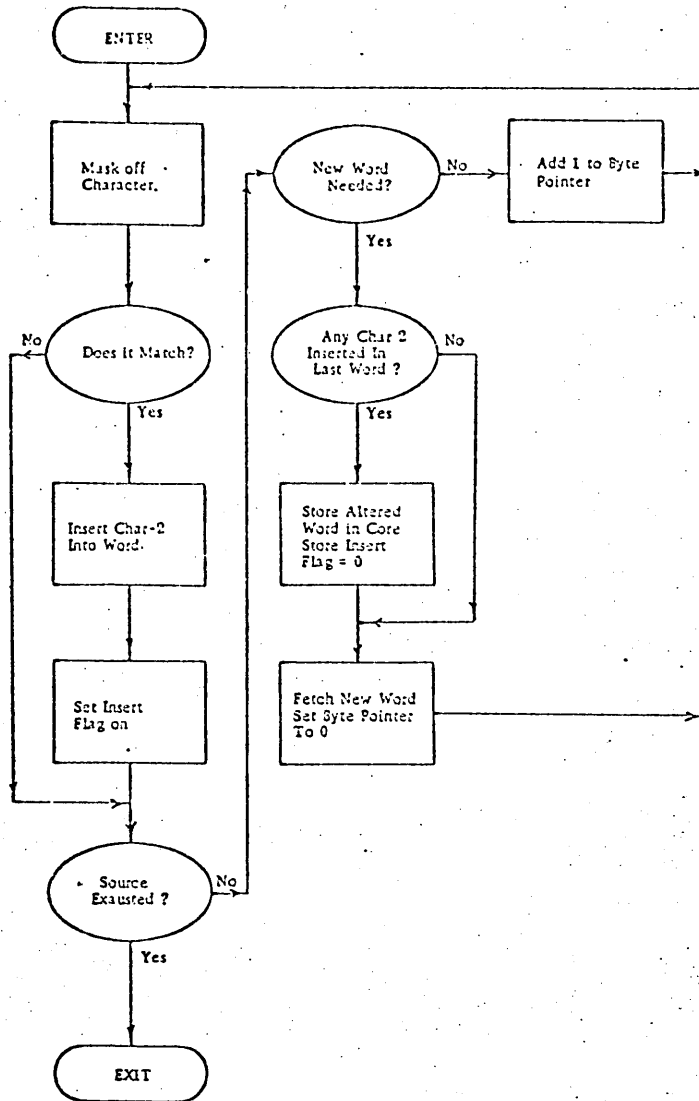 ENTER
Mask off
Character.
Does it Match?
No
Yes
Insert Char-2
Into Word.
Set Insert
Flag on
Source
Exausted ?
No
Yes
EXIT
New Word
Needed?
No
Yes
Add 1 to Byte
Pointer
Any Char 2
Inserted In
Last Word ?
No
Yes
Store Altered
Word in Core
Store Insert
Flag = 0
Fetch New Word
Set Byte Pointer
To 0